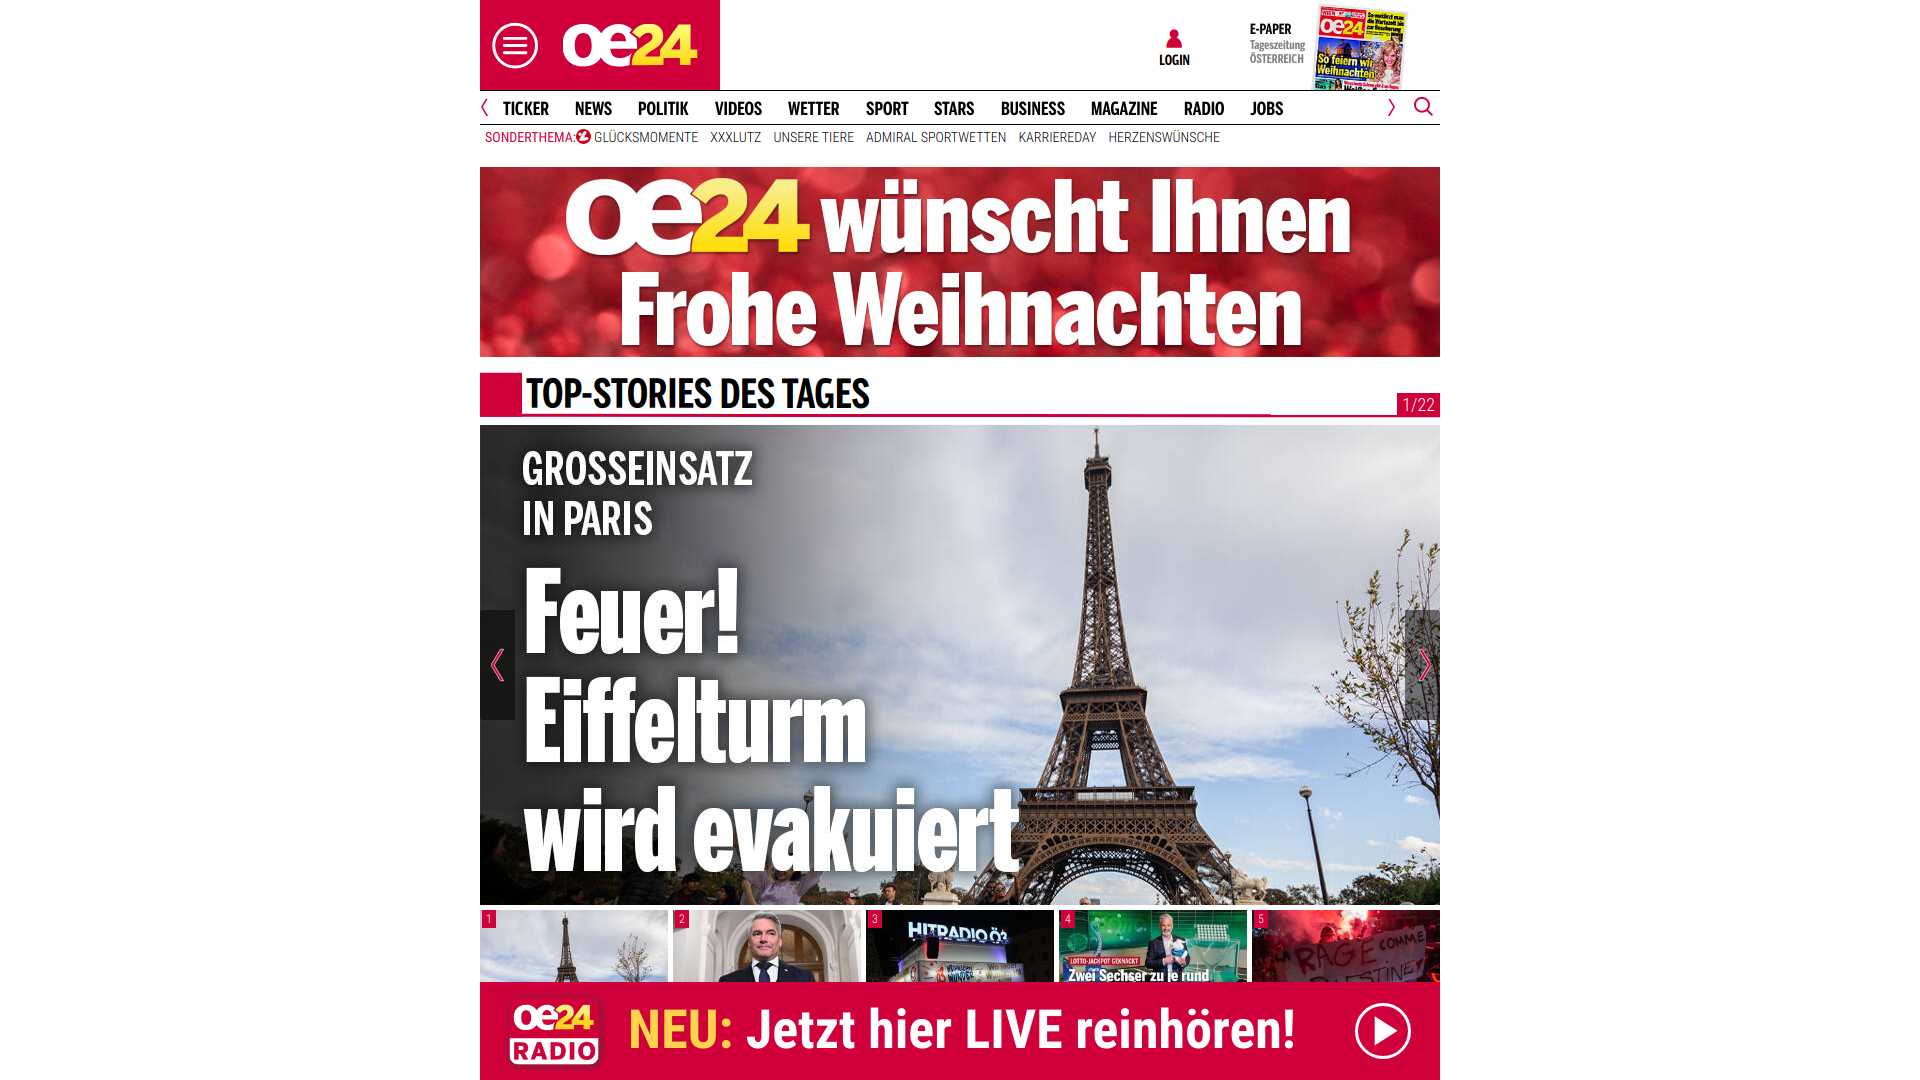 oe24
LOGIN
E-PAPER
Tageszeitung
ÖSTERREICH
oe24
So feiern wir
Weihnachten
TICKER NEWS POLITIK VIDEOS WETTER SPORT STARS BUSINESS MAGAZINE RADIO JOBS
SONDERTHEMA: GLÜCKSMOMENTE XXXLUTZ UNSERE TIERE ADMIRAL SPORTWETTEN KARRIEREDAY HERZENSWÜNSCHE
oe24 wünscht Ihnen
Frohe Weihnachten
TOP-STORIES DES TAGES
1/22
GROSSEINSATZ
IN PARIS
Feuer!
Eiffelturm
wird evakuiert
1 2 3 4 5
HITRADIO Ö3
LOTTO-JACKPOT GEKNACKT
Zwei Sechser zu je rund
RAGE COMME
oe24
RADIO
NEU: Jetzt hier LIVE reinhören!